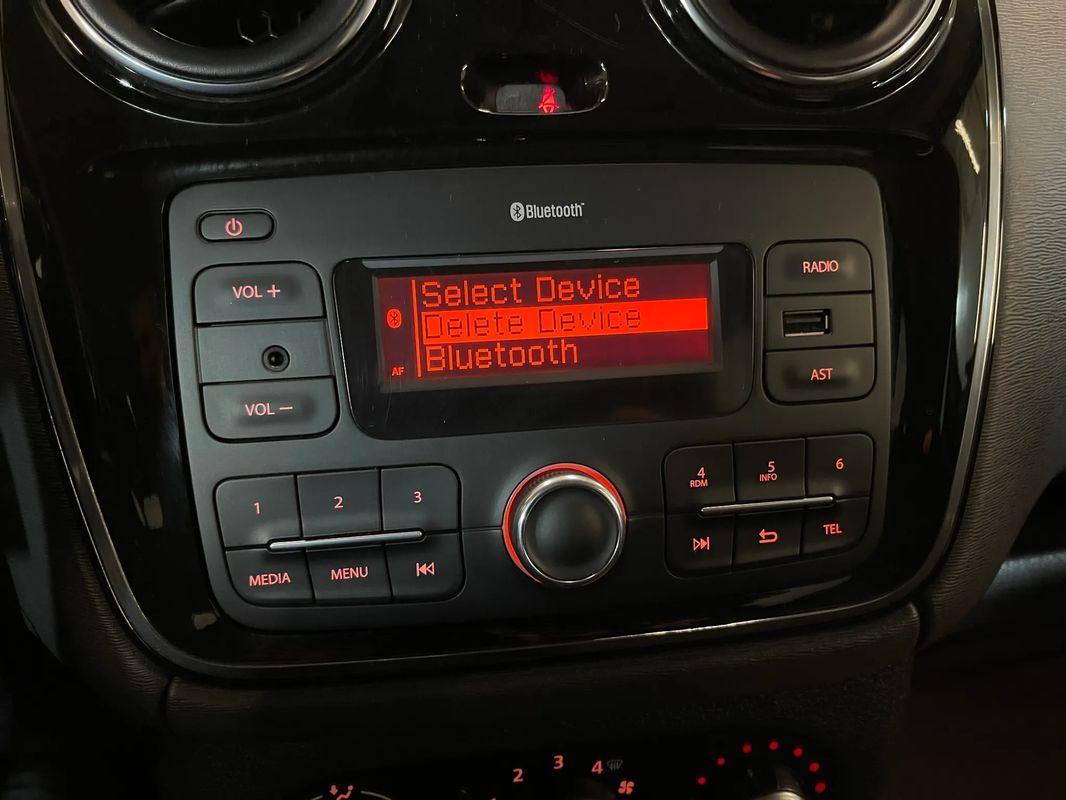 Bluetooth™
VOL +
VOL −
Select Device
Delete Device
Bluetooth
AF
RADIO
AST
1
2
3
MEDIA
MENU
4
RDM
5
INFO
6
TEL
2
3
4